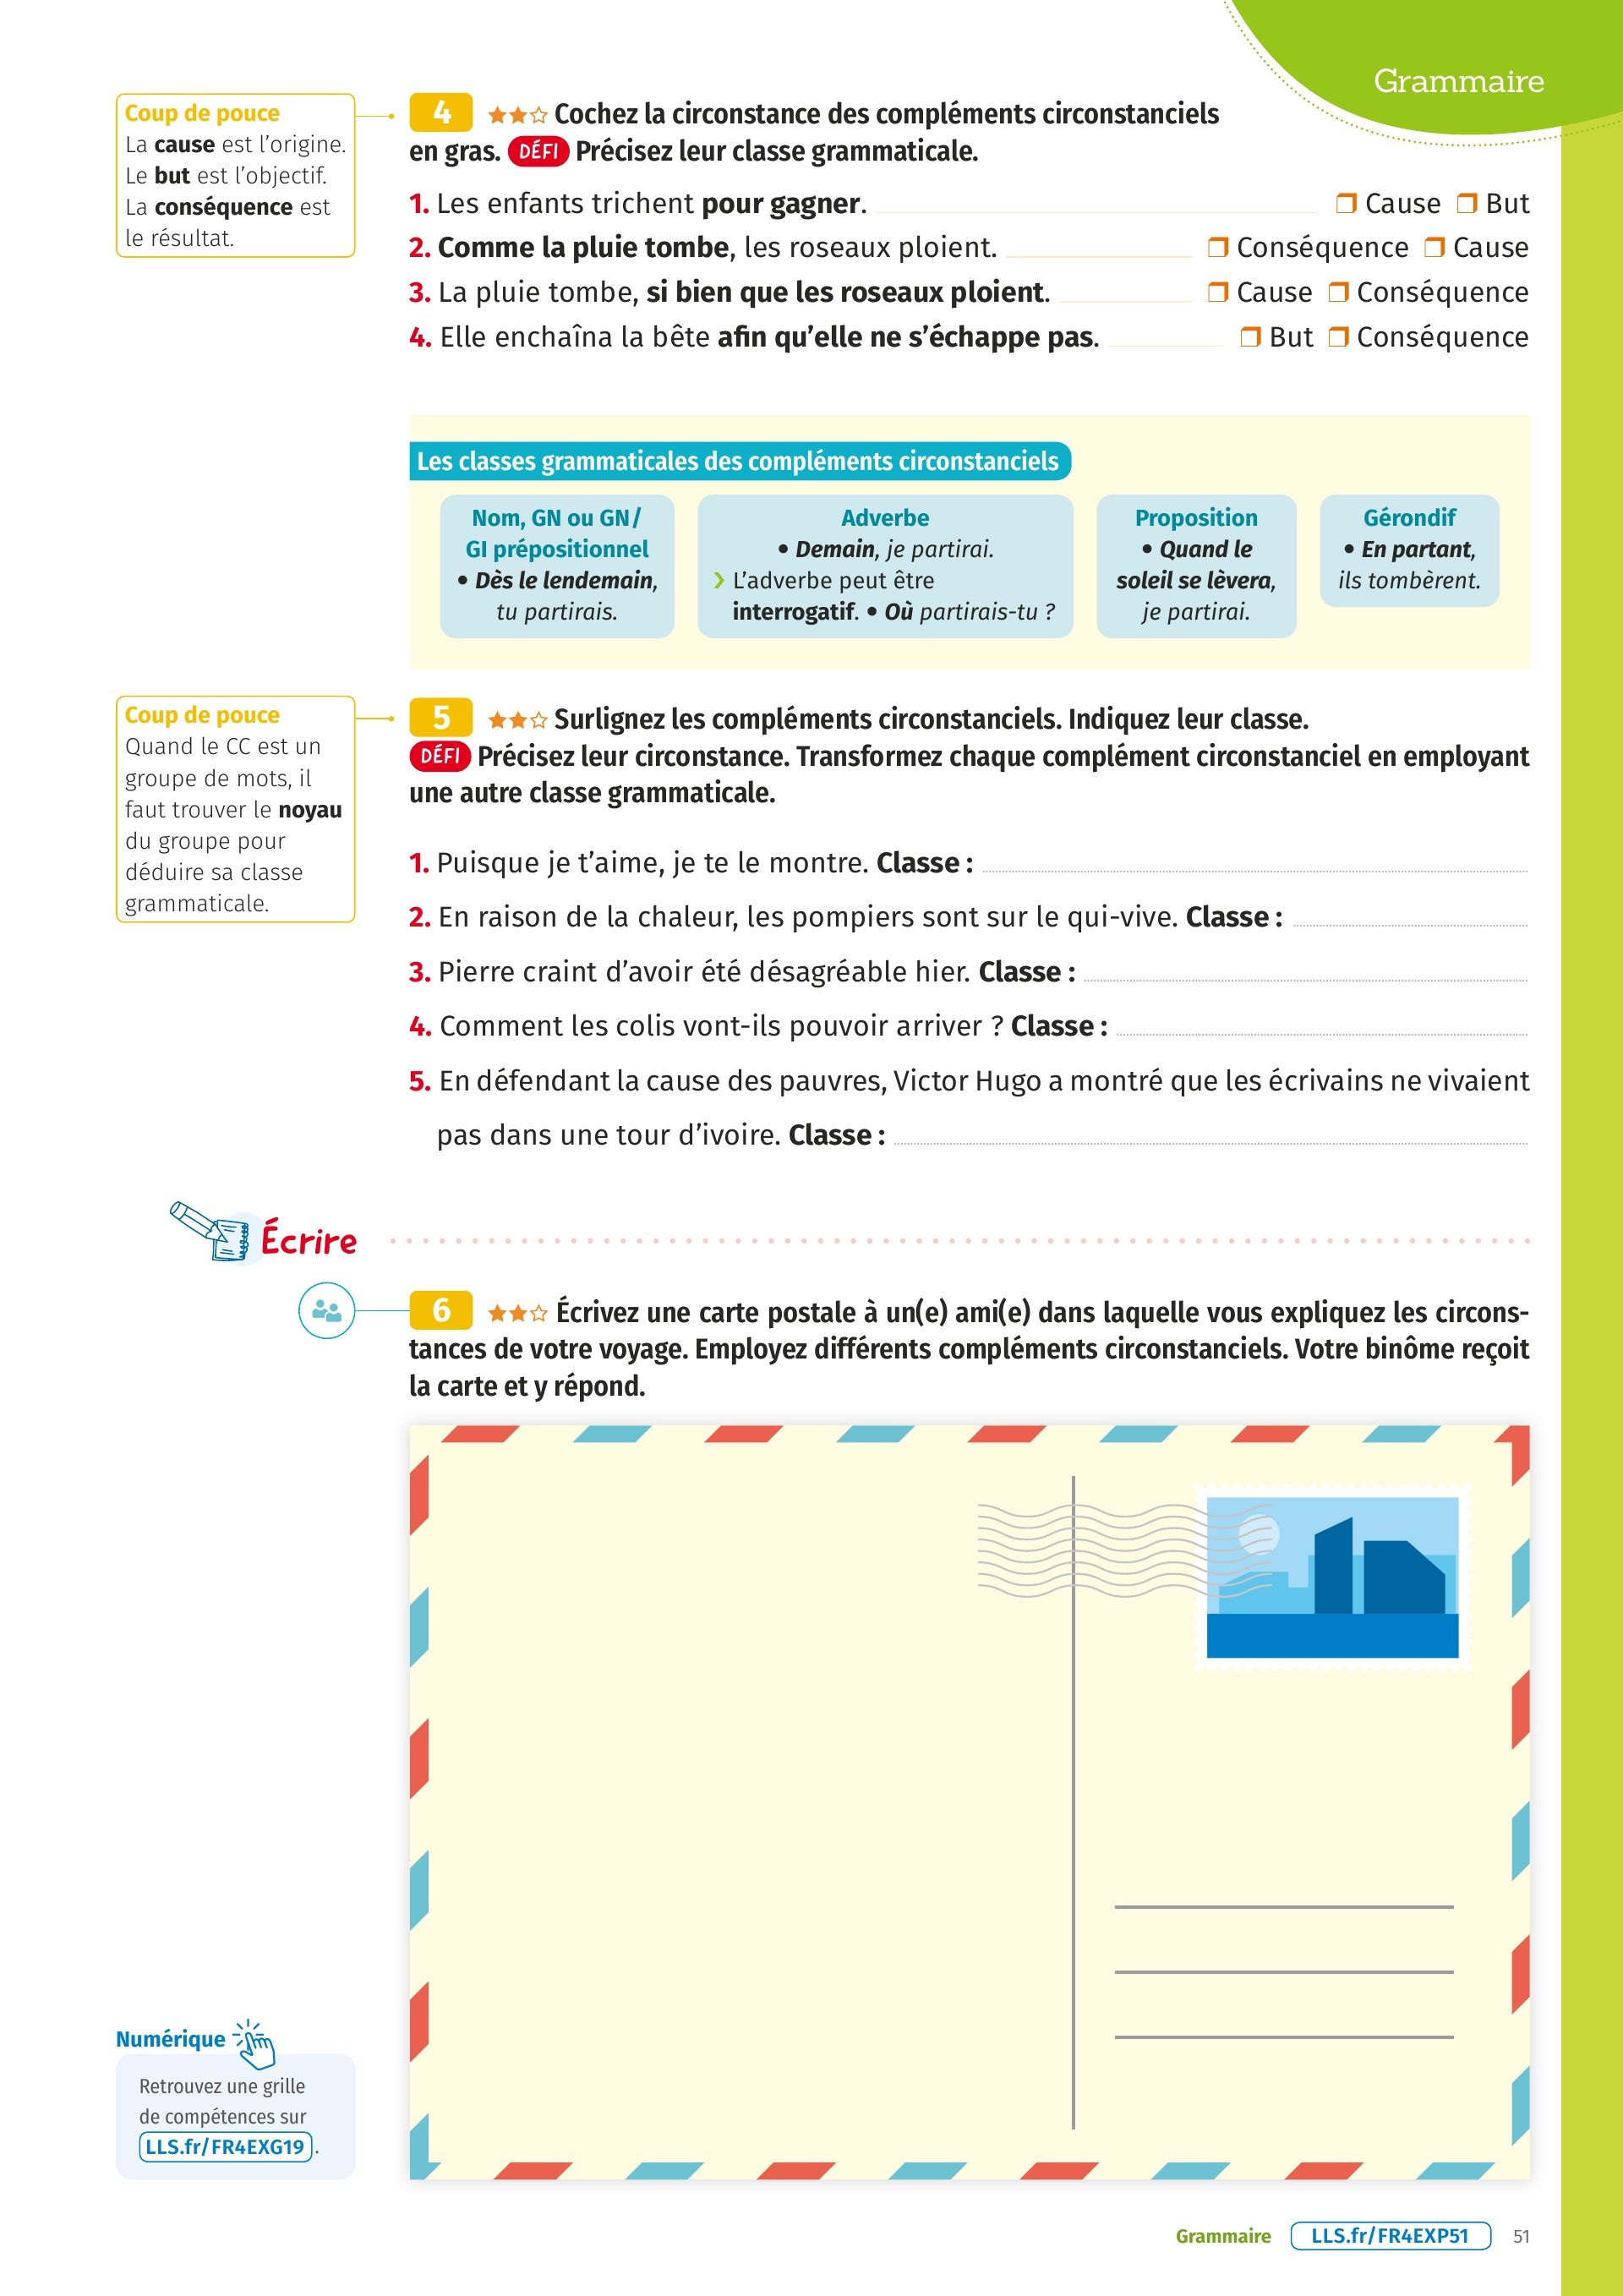 Grammaire
Coup de pouce
La cause est l’origine.
Le but est l’objectif.
La conséquence est
le résultat.
4 Cochez la circonstance des compléments circonstanciels
en gras. DÉFI Précisez leur classe grammaticale.
1. Les enfants trichent pour gagner. ❒ Cause ❒ But
2. Comme la pluie tombe, les roseaux ploient. ❒ Conséquence ❒ Cause
3. La pluie tombe, si bien que les roseaux ploient. ❒ Cause ❒ Conséquence
4. Elle enchaîna la bête afin qu’elle ne s’échappe pas. ❒ But ❒ Conséquence
Les classes grammaticales des compléments circonstanciels
Nom, GN ou GN/
GI prépositionnel
• Dès le lendemain,
tu partirais.
Adverbe
• Demain, je partirai.
› L’adverbe peut être
interrogatif. • Où partirais-tu ?
Proposition
• Quand le
soleil se lèvera,
je partirai.
Gérondif
• En partant,
ils tombèrent.
Coup de pouce
Quand le CC est un
groupe de mots, il
faut trouver le noyau
du groupe pour
déduire sa classe
grammaticale.
5 Surlignez les compléments circonstanciels. Indiquez leur classe.
DÉFI Précisez leur circonstance. Transformez chaque complément circonstanciel en employant
une autre classe grammaticale.
1. Puisque je t’aime, je te le montre. Classe :
2. En raison de la chaleur, les pompiers sont sur le qui-vive. Classe :
3. Pierre craint d’avoir été désagréable hier. Classe :
4. Comment les colis vont-ils pouvoir arriver ? Classe :
5. En défendant la cause des pauvres, Victor Hugo a montré que les écrivains ne vivaient
pas dans une tour d’ivoire. Classe :
Écrire
6 Écrivez une carte postale à un(e) ami(e) dans laquelle vous expliquez les circons-
tances de votre voyage. Employez différents compléments circonstanciels. Votre binôme reçoit
la carte et y répond.
Numérique
Retrouvez une grille
de compétences sur
LLS.fr/FR4EXG19.
Grammaire LLS.fr/FR4EXP51 51